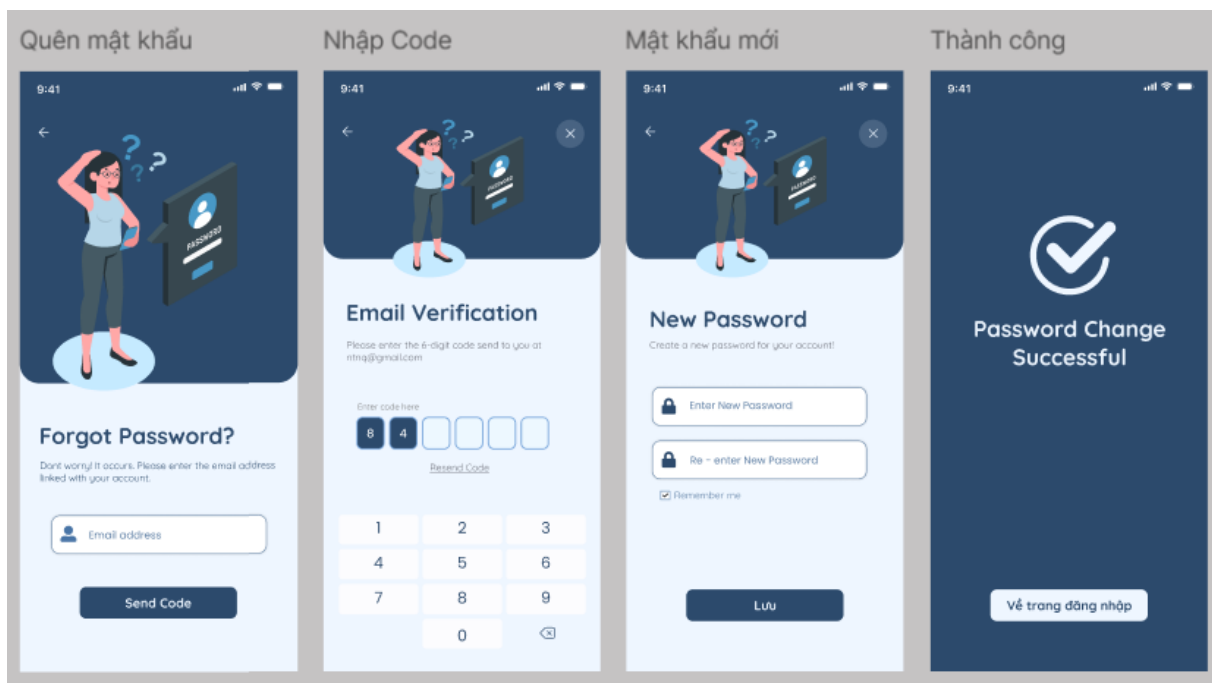 Quên mật khẩu
9:41
PASSWORD
Forgot Password?
Dont worry! It occurs. Please enter the email address
linked with your account.
Email address
Send Code
Nhập Code
9:41
PASSWORD
Email Verification
Please enter the 6-digit code send to you at
ntnq@gmail.com
Enter code here
8 4
Resend Code
1 2 3
4 5 6
7 8 9
0
Mật khẩu mới
9:41
PASSWORD
New Password
Create a new password for your account!
Enter New Password
Re - enter New Password
Remember me
Lưu
Thành công
9:41
Password Change
Successful
Về trang đăng nhập